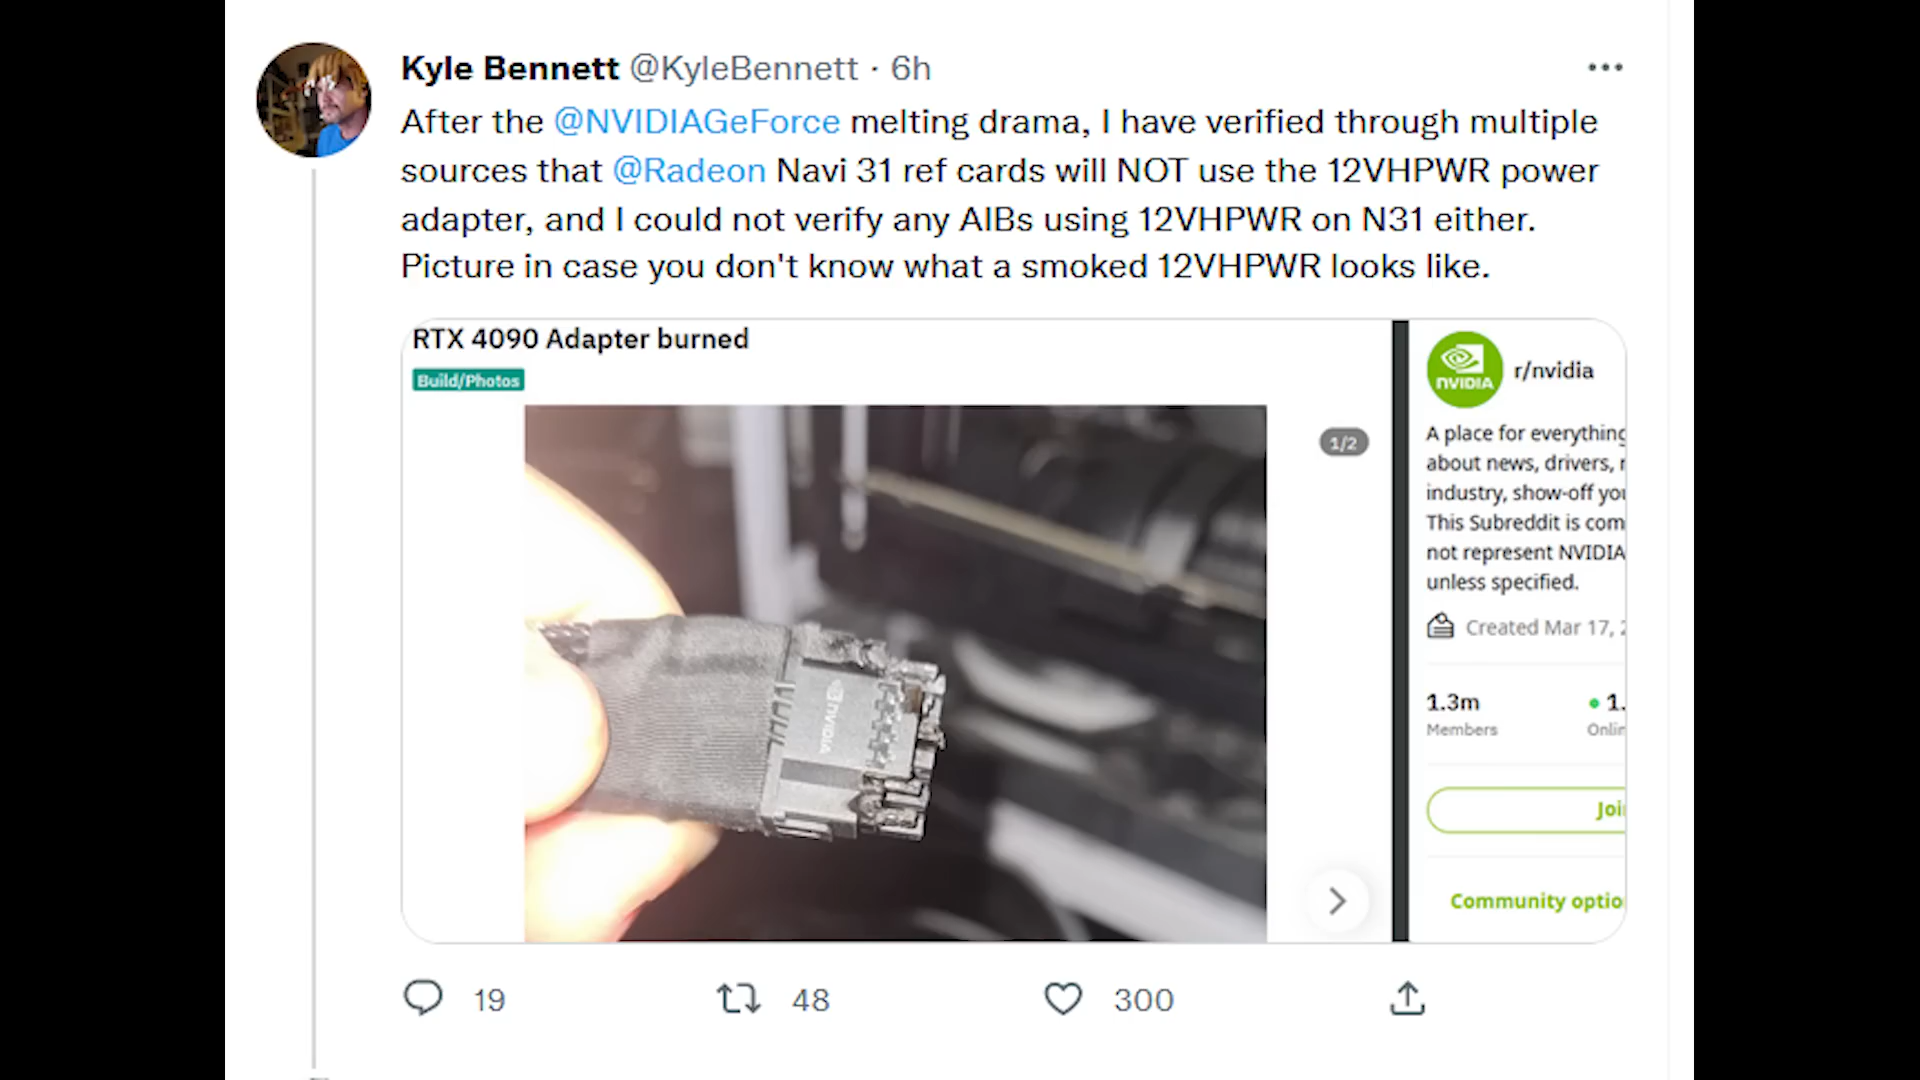 Kyle Bennett @KyleBennett · 6h
After the @NVIDIAGeForce melting drama, I have verified through multiple
sources that @Radeon Navi 31 ref cards will NOT use the 12VHPWR power
adapter, and I could not verify any AIBs using 12VHPWR on N31 either.
Picture in case you don't know what a smoked 12VHPWR looks like.
RTX 4090 Adapter burned
Build/Photos
1/2
nVIDIA
NVIDIA
r/nvidia
A place for everything
about news, drivers,
industry, show-off
This Subreddit is
not represent NVIDIA
unless specified.
Created Mar 17,
1.3m
1.
Members
Community
19
48
300